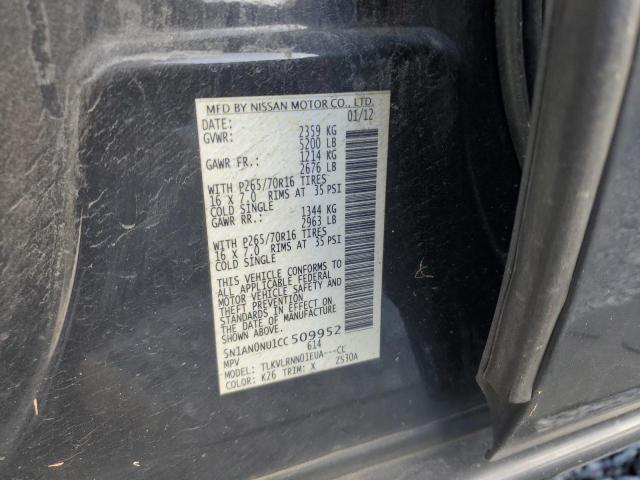 MFD BY NISSAN MOTOR CO., LTD.
DATE: 01/12
GVWR: 2359 KG
5200 LB
GAWR FR.: 1214 KG
2676 LB
WITH P265/70R16 TIRES
16 X 7.0 RIMS AT 35 PSI
COLD SINGLE
GAWR RR.: 1344 KG
2963 LB
WITH P265/70R16 TIRES
16 X 7.0 RIMS AT 35 PSI
COLD SINGLE
THIS VEHICLE CONFORMS TO
ALL APPLICABLE FEDERAL
MOTOR VEHICLE SAFETY AND
THEFT PREVENTION
STANDARDS IN EFFECT ON
THE DATE OF MANUFACTURE
SHOWN ABOVE.
5N1AN0NU1CC509952
MPV 614
MODEL: TLKVLRNN01EUA---CC
COLOR: K26 TRIM: X Z530A